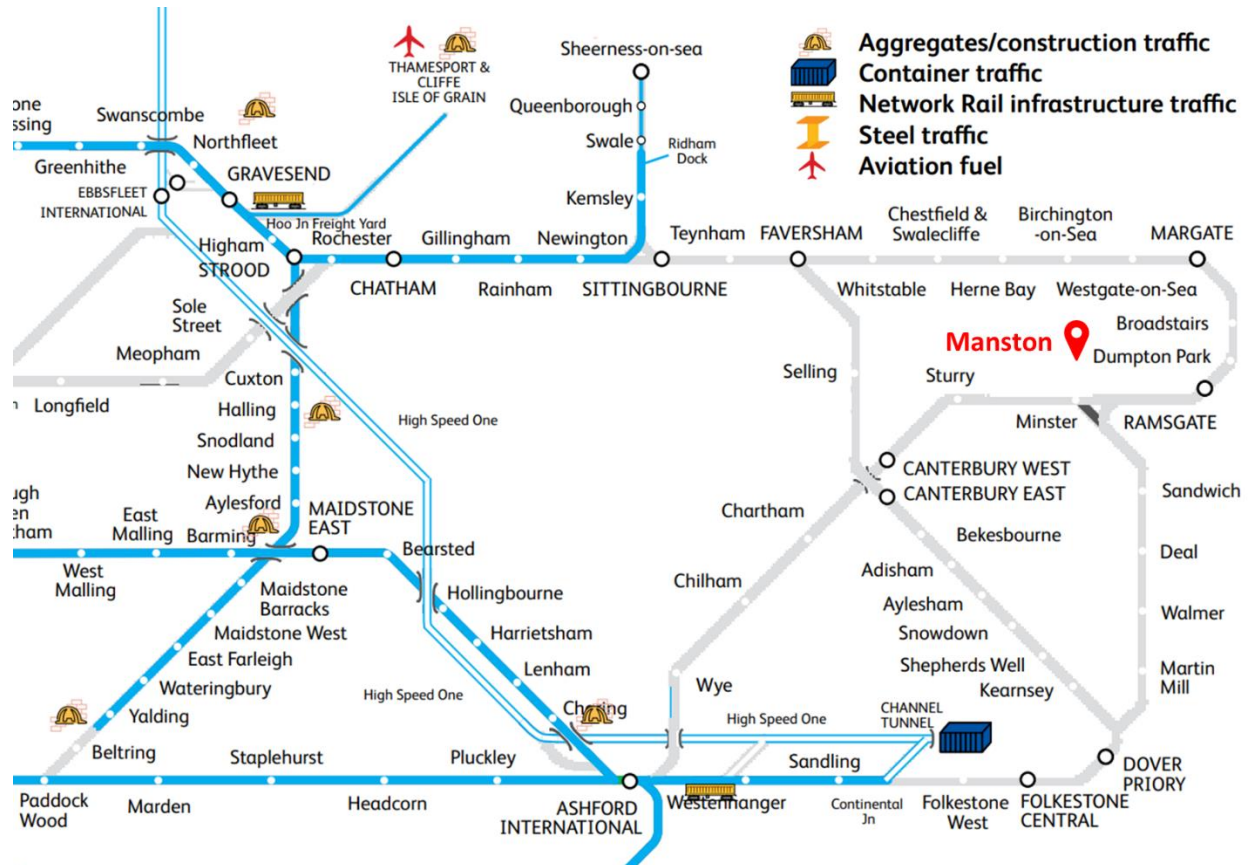 Aggregates/construction traffic
Container traffic
Network Rail infrastructure traffic
Steel traffic
Aviation fuel
THAMESPORT &
CLIFFE
ISLE OF GRAIN
Sheerness-on-sea
Queenborough
Swale
Ridham
Dock
Kemsley
one
ssing
Swanscombe
Northfleet
Greenhithe
GRAVESEND
EBBSFLEET
INTERNATIONAL
Hoo Jn Freight Yard
Higham
STROOD
Rochester
Gillingham
Newington
Teynham
FAVERSHAM
Chestfield &
Swalecliffe
Birchington
-on-Sea
MARGATE
CHATHAM
Rainham
SITTINGBOURNE
Whitstable
Herne Bay
Westgate-on-Sea
Broadstairs
Manston
Dumpton Park
Sole
Street
Meopham
Longfield
Cuxton
Halling
Snodland
New Hythe
Aylesford
High Speed One
Selling
Sturry
Minster
RAMSGATE
CANTERBURY WEST
CANTERBURY EAST
Sandwich
Chartham
Bekesbourne
Deal
Chilham
Adisham
Aylesham
Walmer
Snowdown
Shepherds Well
Kearnsey
Martin
Mill
ugh
en
tham
East
Malling
Barming
MAIDSTONE
EAST
Bearsted
West
Malling
Maidstone
Barracks
Hollingbourne
Maidstone West
Harrietsham
East Farleigh
Lenham
Wateringbury
High Speed One
Wye
Yalding
Charing
High Speed One
CHANNEL
TUNNEL
Beltring
Staplehurst
Pluckley
Sandling
DOVER
PRIORY
Paddock
Wood
Marden
Headcorn
ASHFORD
INTERNATIONAL
Westenhanger
Continental
Jn
Folkestone
West
FOLKESTONE
CENTRAL